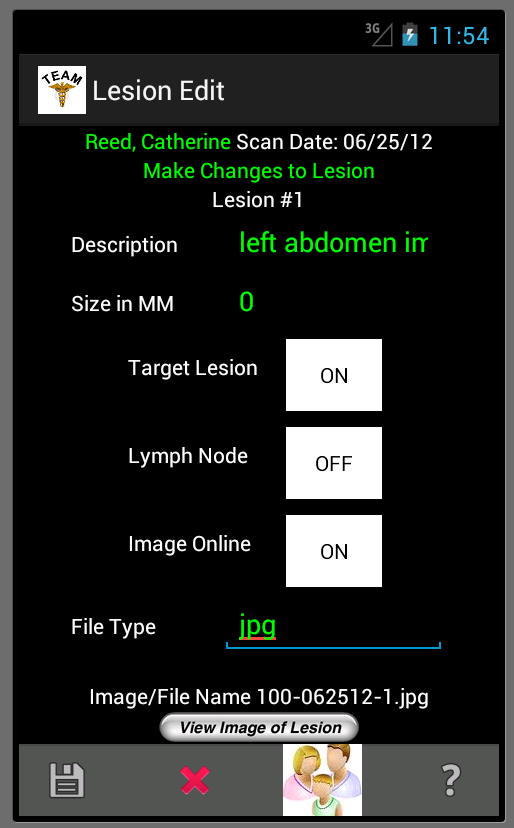 3G 11:54
TEAM Lesion Edit
Reed, Catherine Scan Date: 06/25/12
Make Changes to Lesion
Lesion #1
Description left abdomen im
Size in MM 0
Target Lesion ON
Lymph Node OFF
Image Online ON
File Type jpg
Image/File Name 100-062512-1.jpg
View Image of Lesion
?